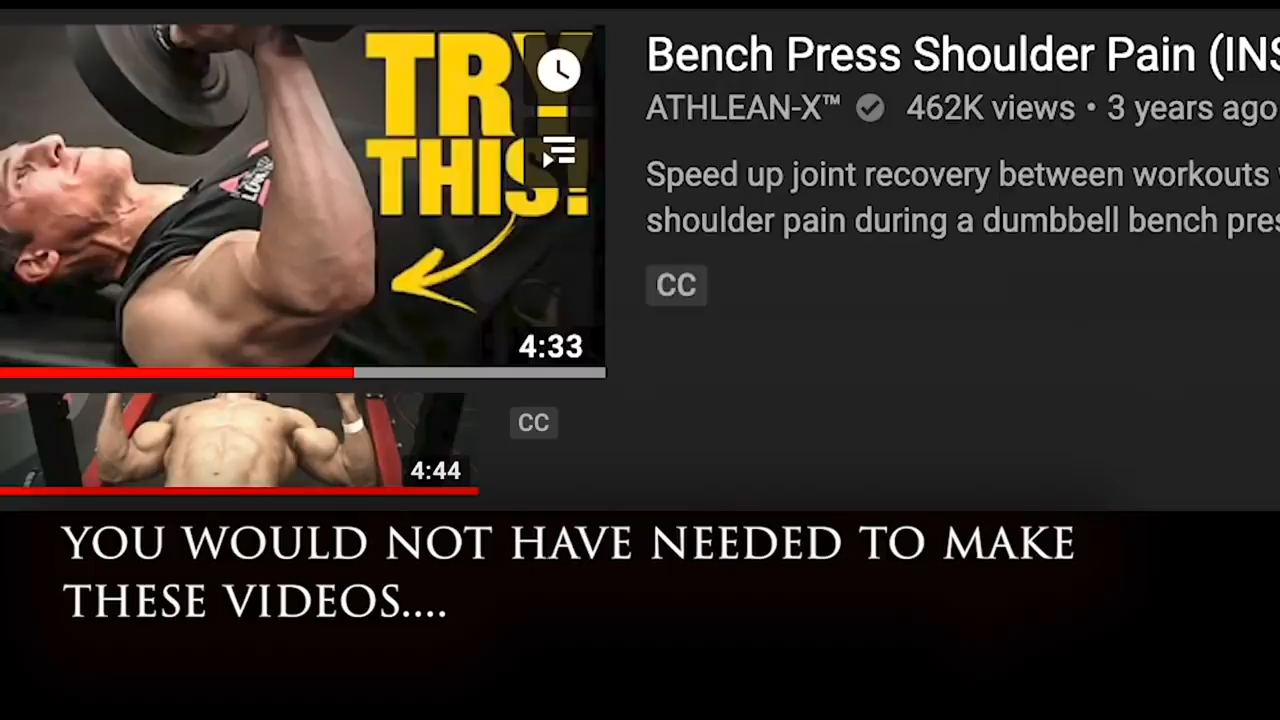 TRY
THIS!
4:33
Bench Press Shoulder Pain (INS
ATHLEAN-X™ 462K views • 3 years ago
Speed up joint recovery between workouts
shoulder pain during a dumbbell bench pres
CC
CC
4:44
YOU WOULD NOT HAVE NEEDED TO MAKE
THESE VIDEOS....